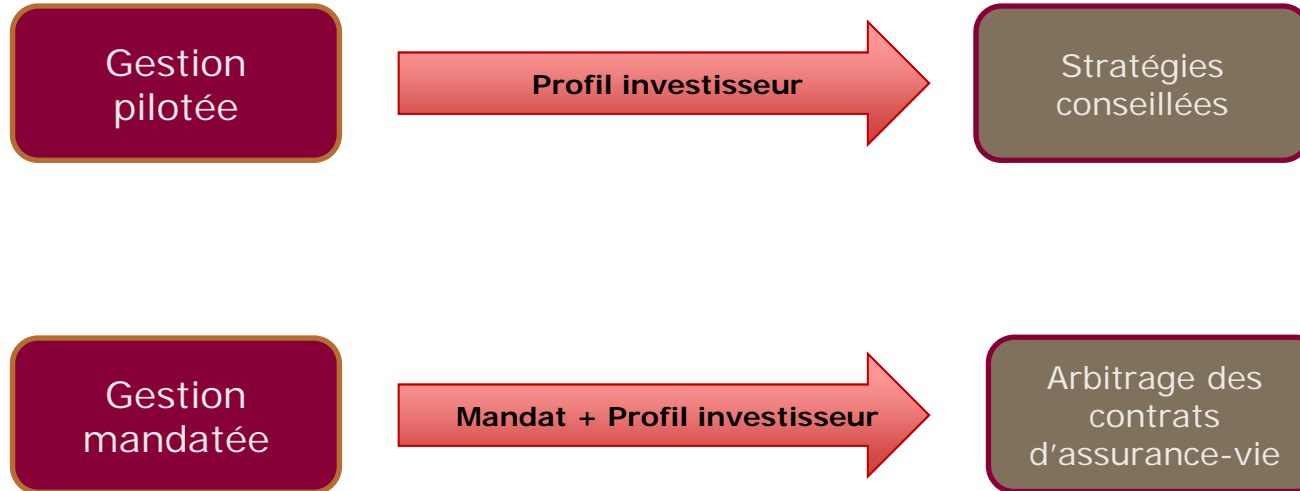 Gestion
pilotée
Profil investisseur
Stratégies
conseillées
Gestion
mandatée
Mandat + Profil investisseur
Arbitrage des
contrats
d'assurance-vie